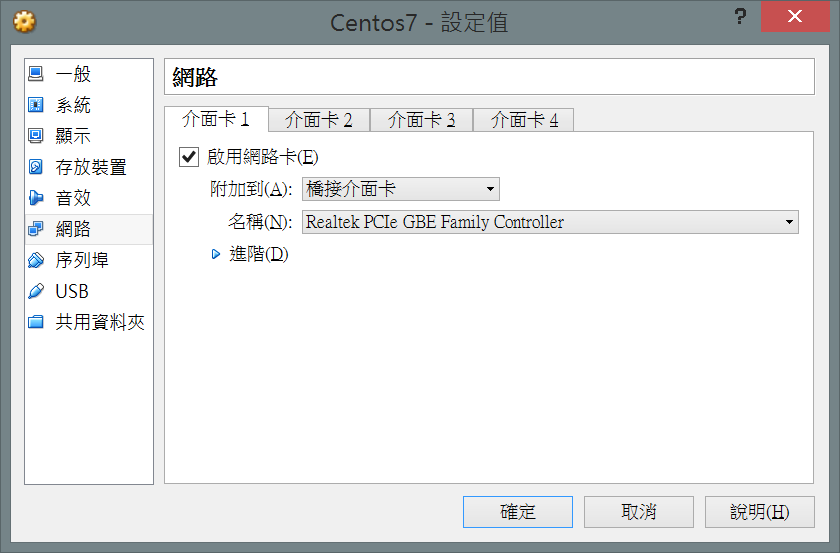 Centos7 - 設定值
?
一般
系統
顯示
存放裝置
音效
網路
序列埠
USB
共用資料夾
網路
介面卡 1 介面卡 2 介面卡 3 介面卡 4
啟用網路卡(E)
附加到(A): 橋接介面卡
名稱(N): Realtek PCIe GBE Family Controller
進階(D)
確定 取消 說明(H)